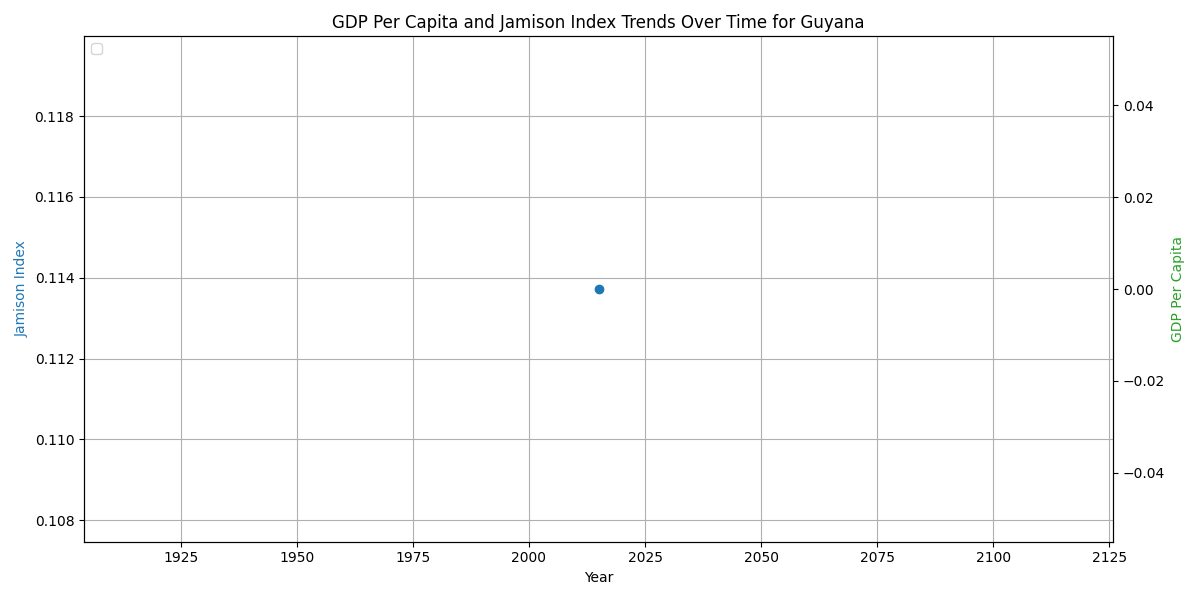 GDP Per Capita and Jamison Index Trends Over Time for Guyana
Jamison Index
0.118
0.116
0.114
0.112
0.110
0.108
0.04
0.02
0.00
−0.02
−0.04
GDP Per Capita
1925 1950 1975 2000 2025 2050 2075 2100 2125
Year